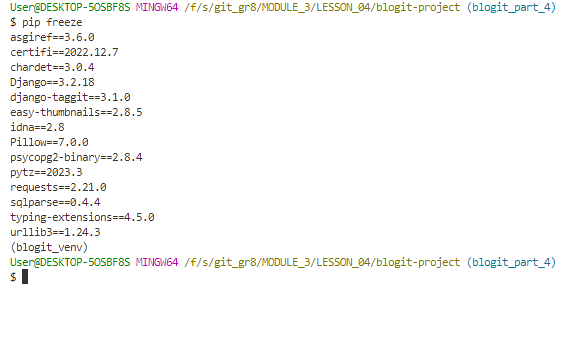 User@DESKTOP-5OSBF8S MINGW64 /f/s/git_gr8/MODULE_3/LESSON_04/blogit-project (blogit_part_4)
$ pip freeze
asgiref==3.6.0
certifi==2022.12.7
chardet==3.0.4
Django==3.2.18
django-taggit==3.1.0
easy-thumbnails==2.8.5
idna==2.8
Pillow==7.0.0
psycopg2-binary==2.8.4
pytz==2023.3
requests==2.21.0
sqlparse==0.4.4
typing-extensions==4.5.0
urllib3==1.24.3
(blogit_venv)
User@DESKTOP-5OSBF8S MINGW64 /f/s/git_gr8/MODULE_3/LESSON_04/blogit-project (blogit_part_4)
$